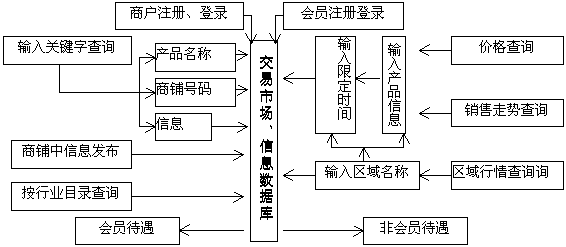 商户注册、登录
会员注册登录
输入关键字查询
产品名称
商铺号码
信息
商铺中信息发布
按行业目录查询
交易市场、信息数据库
输入限定时间
输入产品信息
价格查询
销售走势查询
输入区域名称
区域行情查询询
会员待遇
非会员待遇